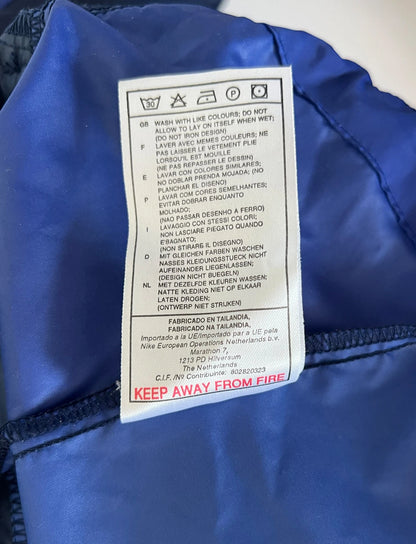 30 P
GB WASH WITH LIKE COLOURS; DO NOT
ALLOW TO LAY ON ITSELF WHEN WET;
(DO NOT IRON DESIGN)
F LAVER AVEC MEMES COULEURS; NE
PAS LAISSER LE VETEMENT PLIE
LORSQU'IL EST MOUILLE
(NE PAS REPASSER LE DESSIN)
E LAVAR CON COLORES SIMILARES;
NO DOBLAR PRENDA MOJADA; (NO
PLANCHAR EL DISENO)
P LAVAR COM CORES SEMELHANTES;
EVITAR DOBRAR ENQUANTO
MOLHADO;
(NAO PASSAR DESENHO A FERRO)
I LAVAGGIO CON STESSI COLORI;
NON LASCIARE PIEGATO QUANDO
E'BAGNATO;
(NON STIRARE IL DISEGNO)
D MIT GLEICHEN FARBEN WASCHEN
NASSES KLEIDUNGSSTUECK NICHT
AUFEINANDER LIEGENLASSEN;
(DESIGN NICHT BUEGELN)
NL MET DEZELFDE KLEUREN WASSEN;
NATTE KLEDING NIET OP ELKAAR
LATEN DROGEN;
(ONTWERP NIET STRIJKEN)
FABRICADO EN TAILANDIA,
FABRICADO NA TAILANDIA,
Importado a la UE/Importado par a UE pela
Nike European Operations Netherlands b.v.
Marathon 7,
1213 PD Hilversum
The Netherlands
C.I.F. /Nº Contribuinte: 802820323
KEEP AWAY FROM FIRE